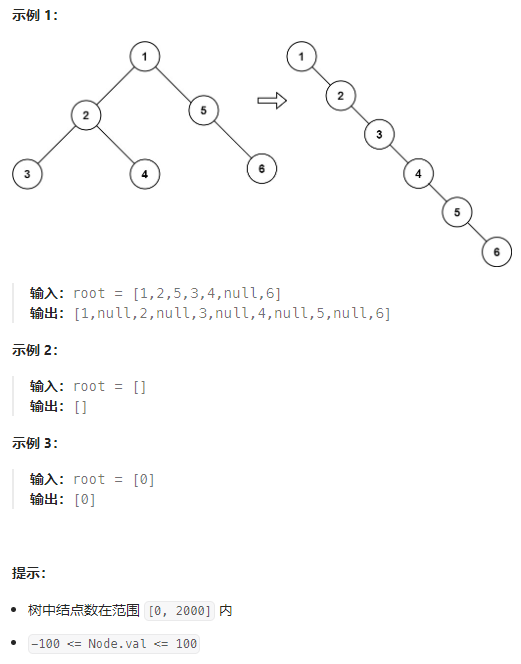 示例 1：
1
2
5
3
4
6
1
2
3
4
5
6
输入：root = [1,2,5,3,4,null,6]
输出：[1,null,2,null,3,null,4,null,5,null,6]
示例 2：
输入：root = []
输出：[]
示例 3：
输入：root = [0]
输出：[0]
提示：
• 树中结点数在范围 [0, 2000] 内
• -100 <= Node.val <= 100